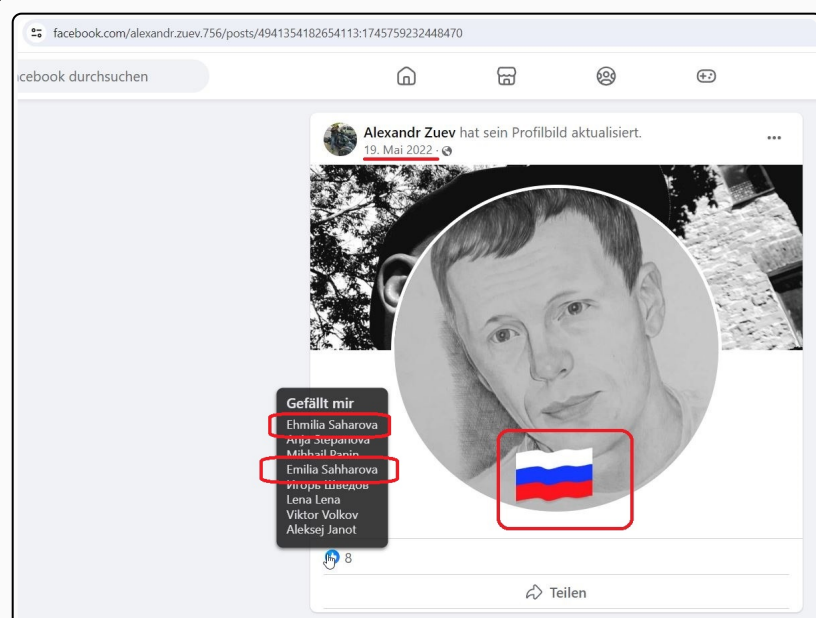 facebook.com/alexandr.zuev.756/posts/4941354182654113:1745759232448470
acebook durchsuchen
Alexandr Zuev hat sein Profilbild aktualisiert.
19. Mai 2022 ·
Gefällt mir
Ehmilia Saharova
Anja Stepanova
Mihhail Panin
Emilia Sahharova
Игорь Шведов
Lena Lena
Viktor Volkov
Aleksej Janot
8
Teilen